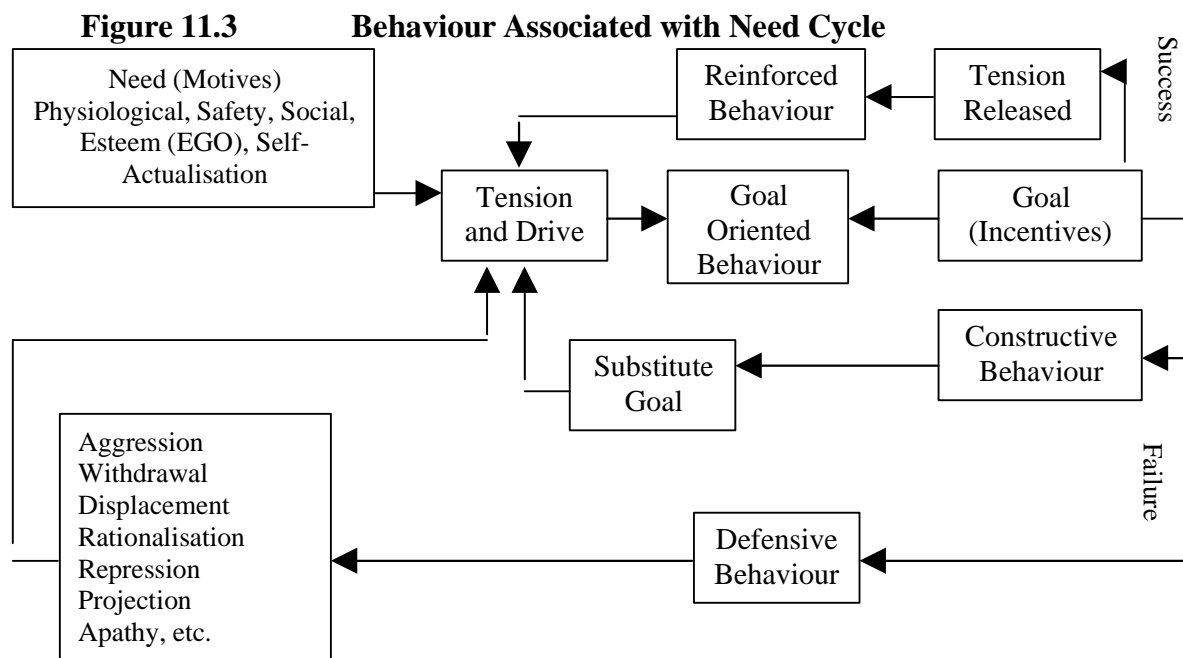 Figure 11.3 Behaviour Associated with Need Cycle
Need (Motives)
Physiological, Safety, Social,
Esteem (EGO), Self-
Actualisation
Reinforced
Behaviour
Tension
Released
Success
Tension
and Drive
Goal
Oriented
Behaviour
Goal
(Incentives)
Substitute
Goal
Constructive
Behaviour
Failure
Aggression
Withdrawal
Displacement
Rationalisation
Repression
Projection
Apathy, etc.
Defensive
Behaviour